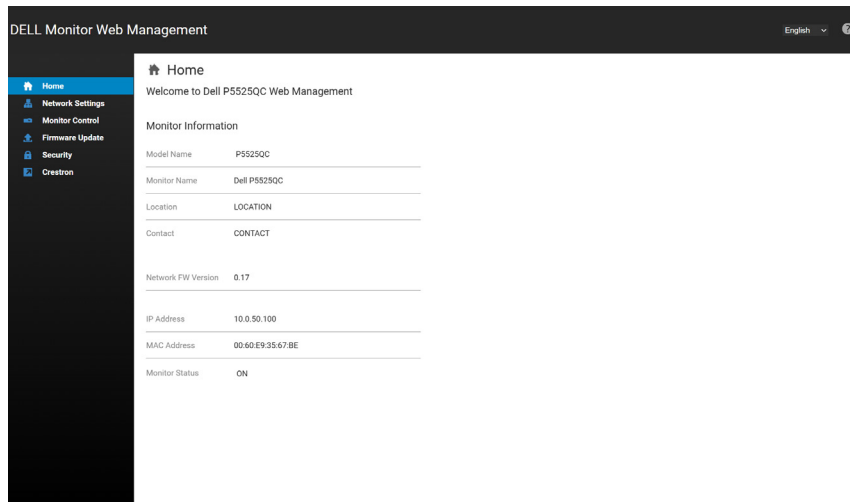 DELL Monitor Web Management
English
Home
Network Settings
Monitor Control
Firmware Update
Security
Crestron
Home
Welcome to Dell P5525QC Web Management
Monitor Information
Model Name P5525QC
Monitor Name Dell P5525QC
Location LOCATION
Contact CONTACT
Network FW Version 0.17
IP Address 10.0.50.100
MAC Address 00:60:E9:35:67:BE
Monitor Status ON